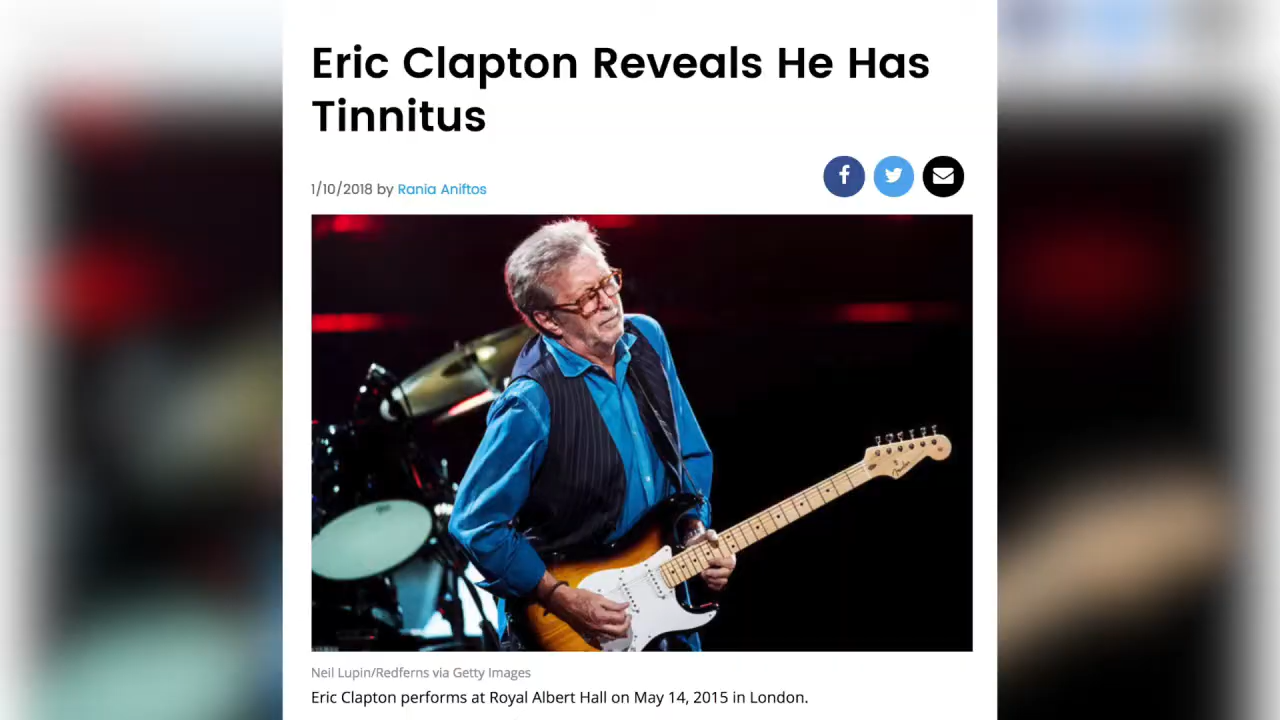 Eric Clapton Reveals He Has
Tinnitus
1/10/2018 by Rania Aniftos
Fender
Neil Lupin/Redferns via Getty Images
Eric Clapton performs at Royal Albert Hall on May 14, 2015 in London.